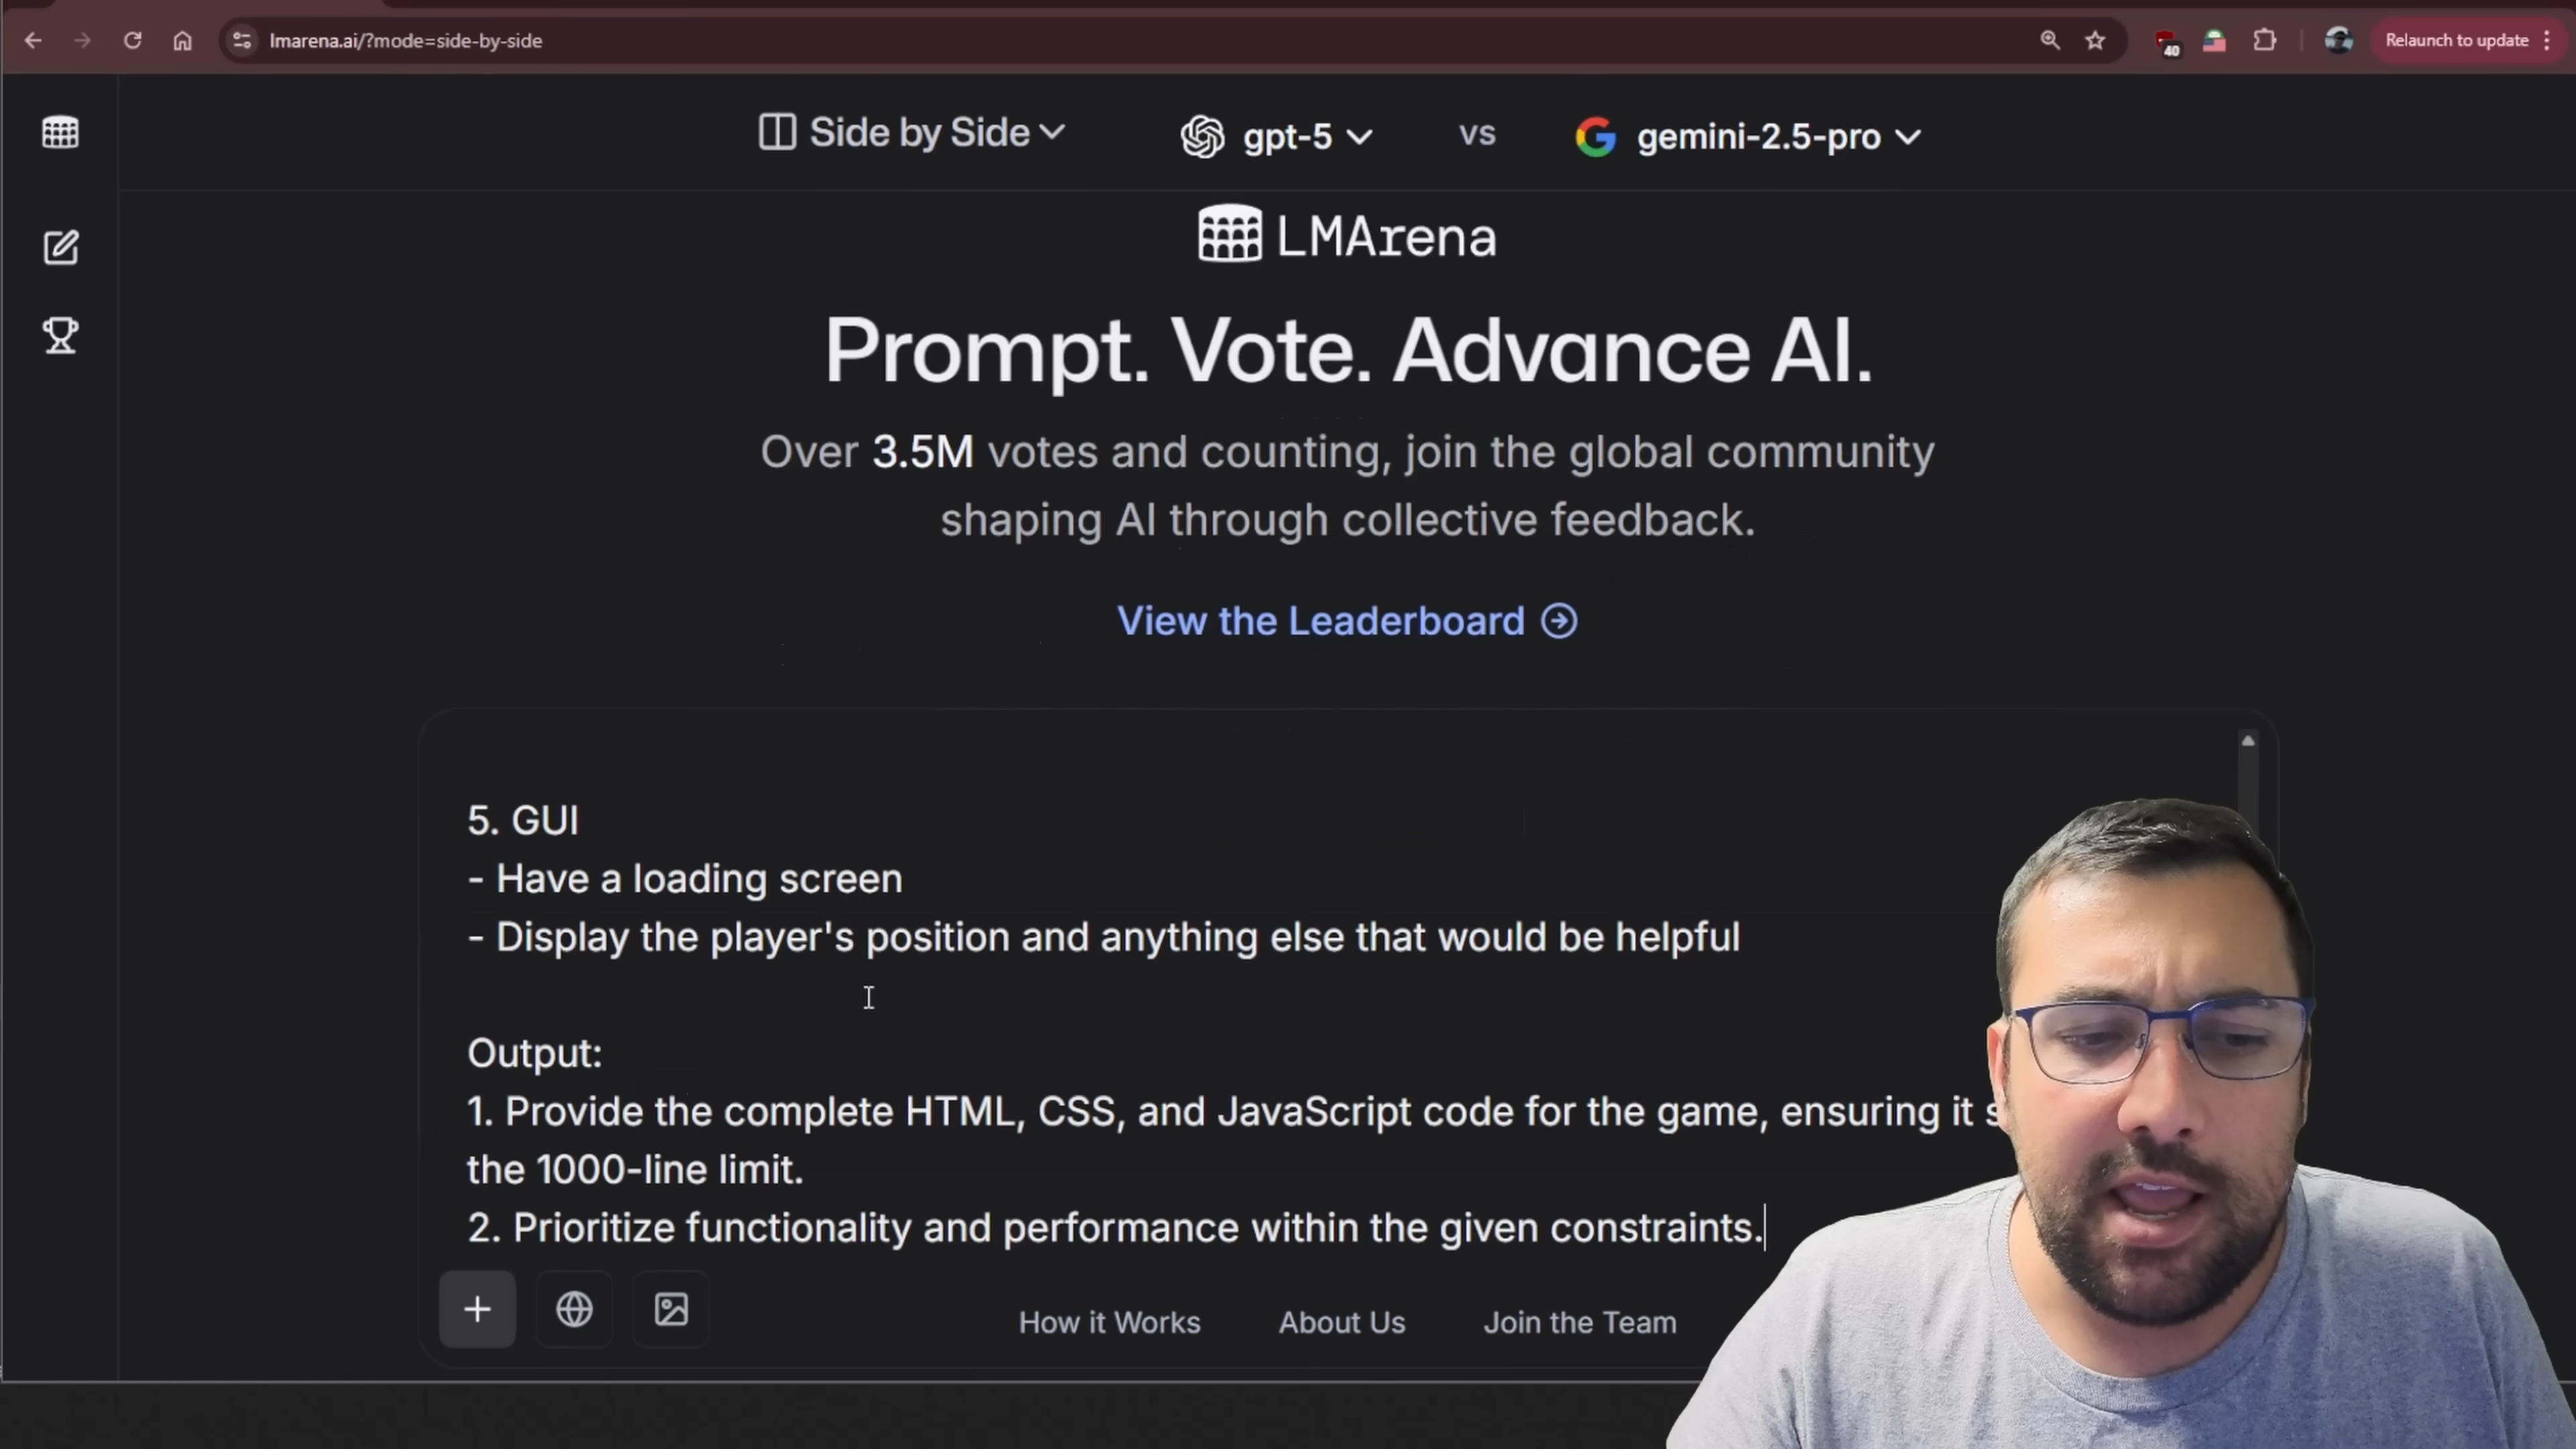 lmarena.ai/?mode=side-by-side
40
Relaunch to update
Side by Side
gpt-5
VS
gemini-2.5-pro
LMArena
Prompt. Vote. Advance AI.
Over 3.5M votes and counting, join the global community
shaping AI through collective feedback.
View the Leaderboard
5. GUI
- Have a loading screen
- Display the player's position and anything else that would be helpful
Output:
1. Provide the complete HTML, CSS, and JavaScript code for the game, ensuring it
the 1000-line limit.
2. Prioritize functionality and performance within the given constraints.
How it Works
About Us
Join the Team